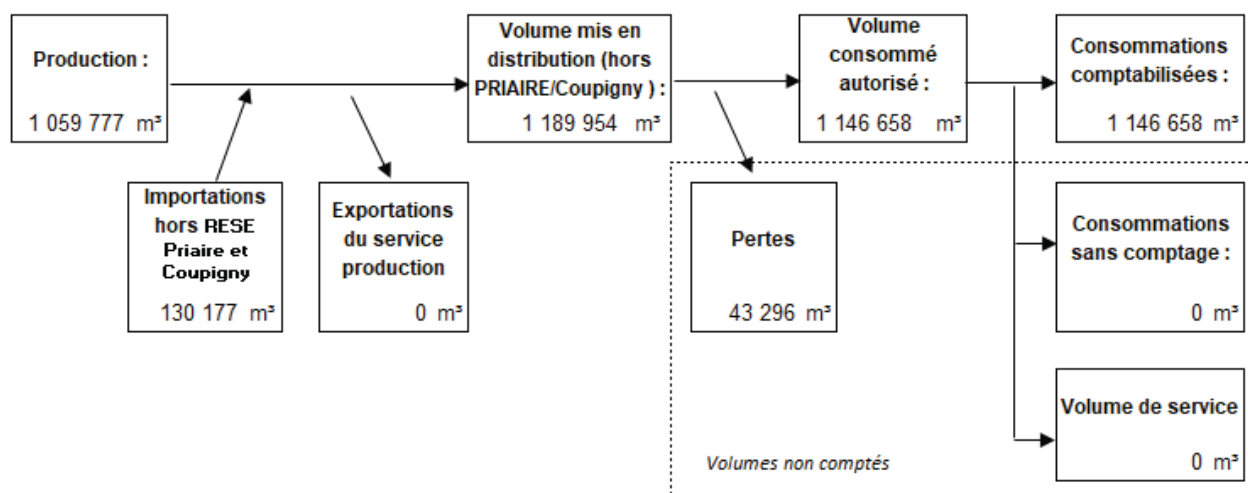 Production :
1 059 777 m³
Volume mis en
distribution (hors
PRIAIRE/Coupigny ) :
1 189 954 m³
Volume
consommé
autorisé :
1 146 658 m³
Consommations
comptabilisées :
1 146 658 m³
Importations
hors RESE
Priaire et
Coupigny
130 177 m³
Exportations
du service
production
0 m³
Pertes
43 296 m³
Consommations
sans comptage :
0 m³
Volume de service
0 m³
Volumes non comptés